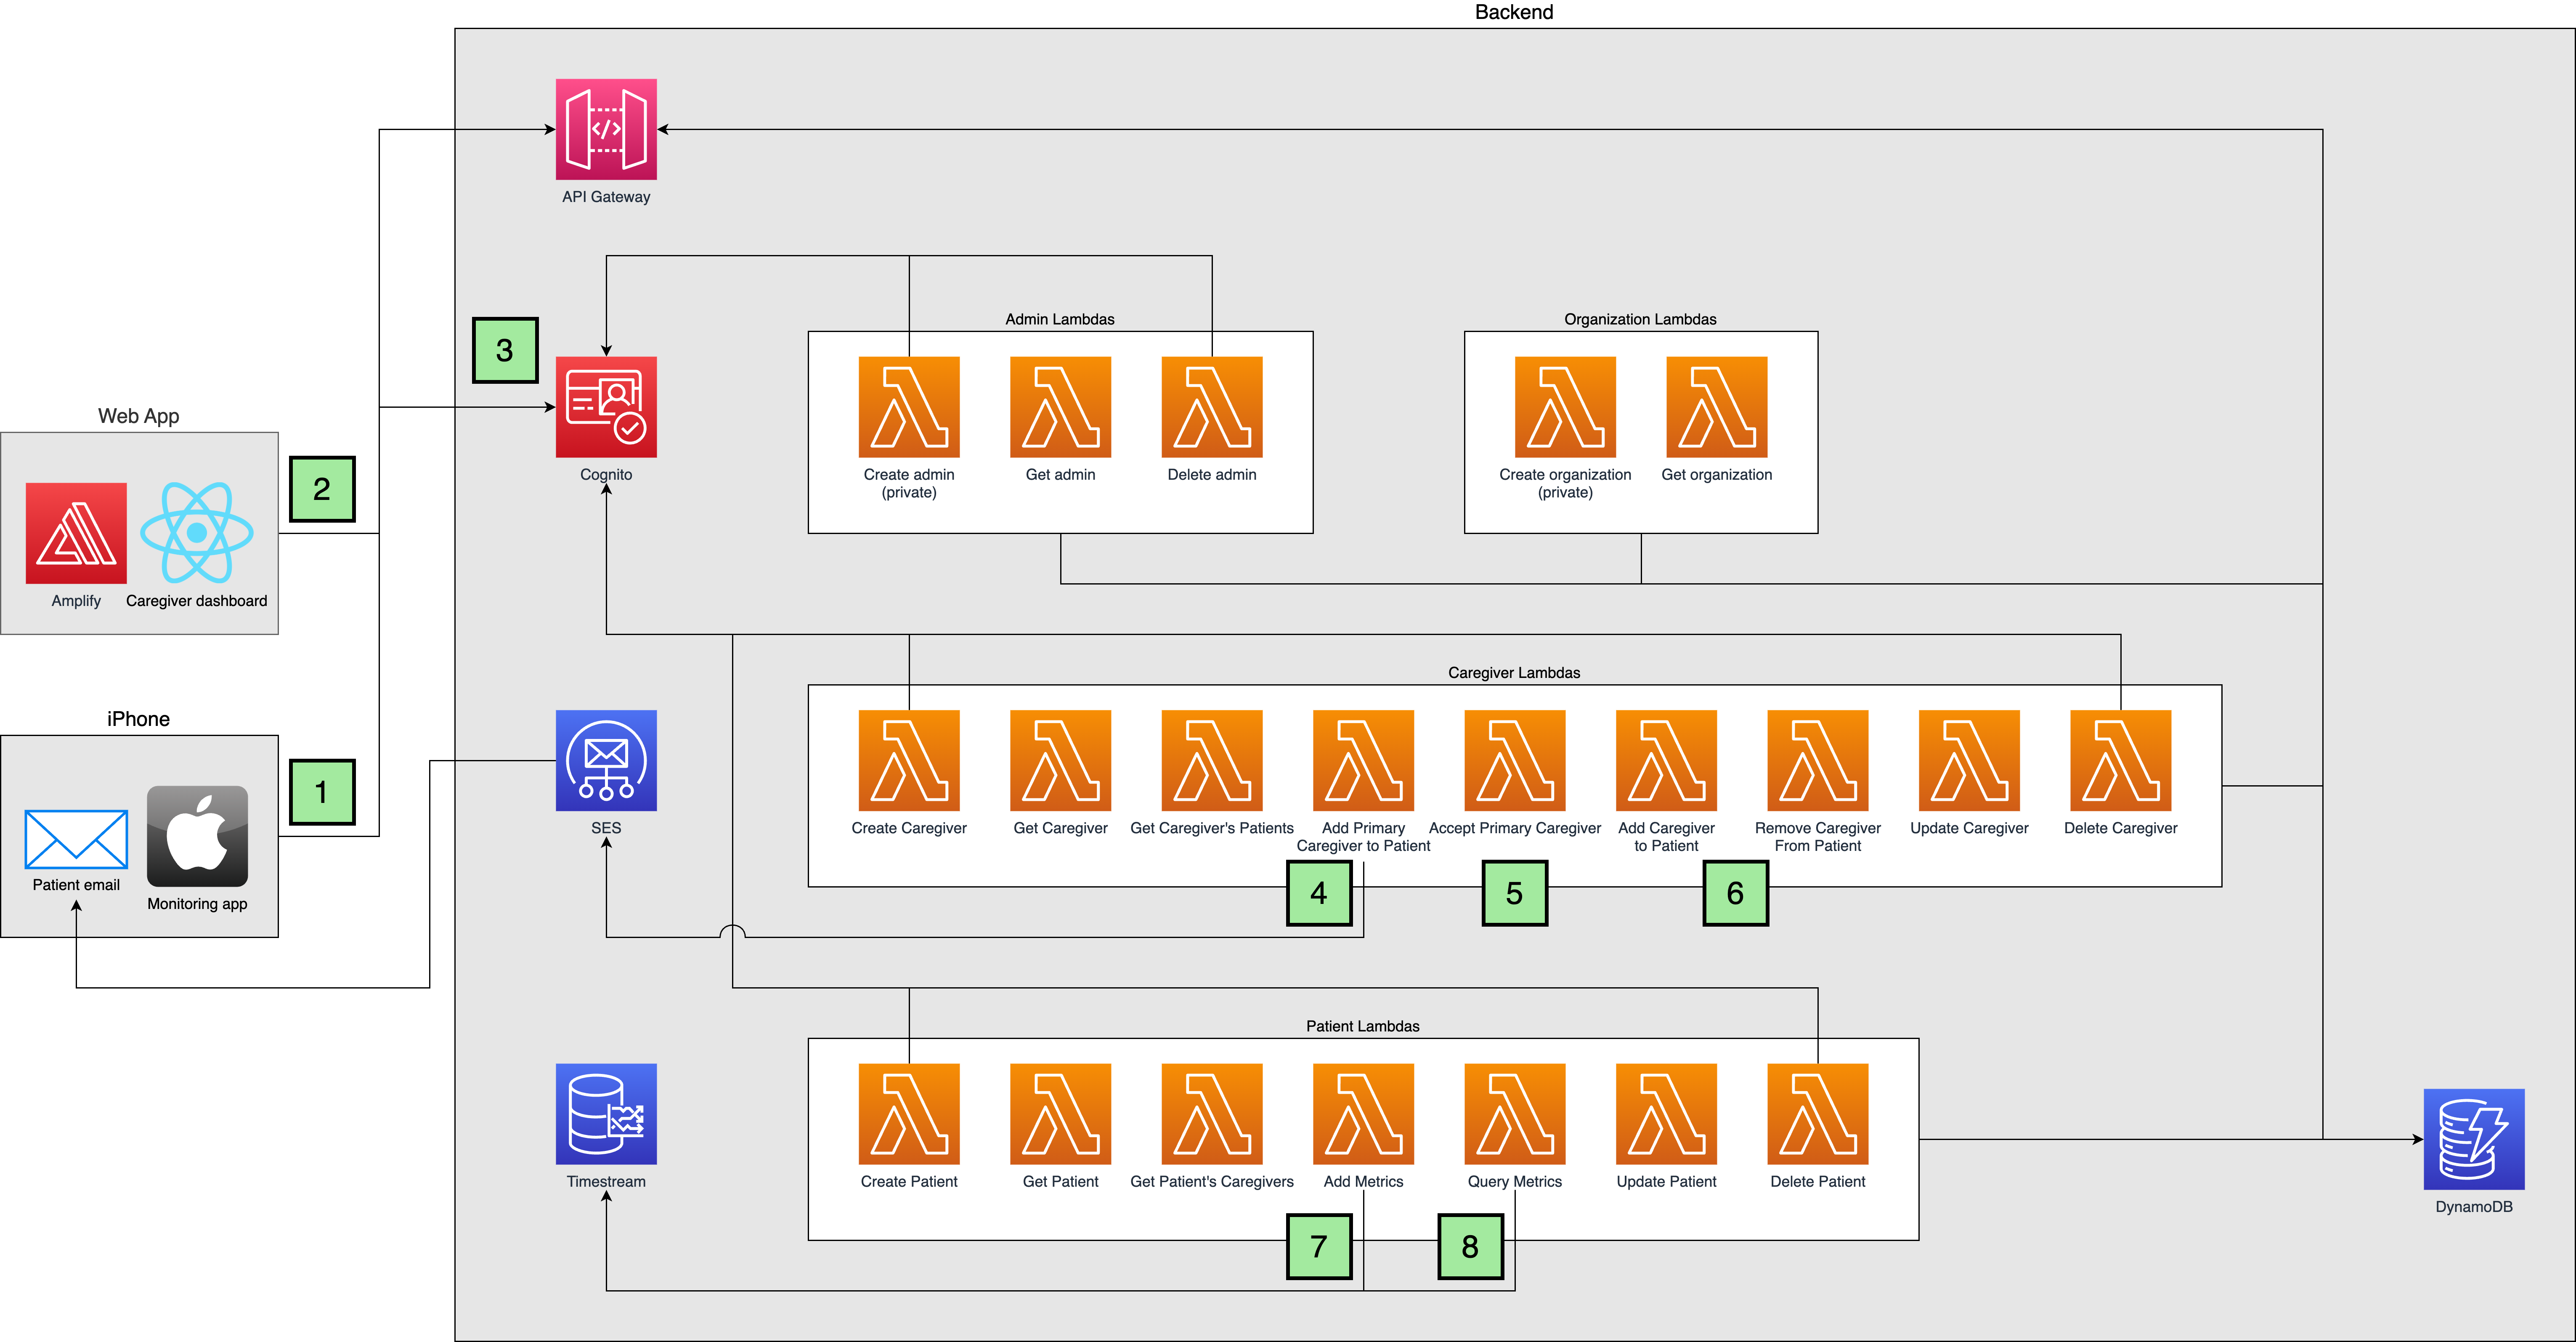 Backend
API Gateway
3
Admin Lambdas
Create admin
(private)
Get admin
Delete admin
Organization Lambdas
Create organization
(private)
Get organization
Cognito
Web App
2
Amplify
Caregiver dashboard
iPhone
1
Patient email
Monitoring app
SES
Caregiver Lambdas
Create Caregiver
Get Caregiver
Get Caregiver's Patients
Add Primary
Caregiver to Patient
Accept Primary Caregiver
Add Caregiver
to Patient
Remove Caregiver
From Patient
Update Caregiver
Delete Caregiver
4
5
6
Timestream
Patient Lambdas
Create Patient
Get Patient
Get Patient's Caregivers
Add Metrics
Query Metrics
Update Patient
Delete Patient
7
8
DynamoDB